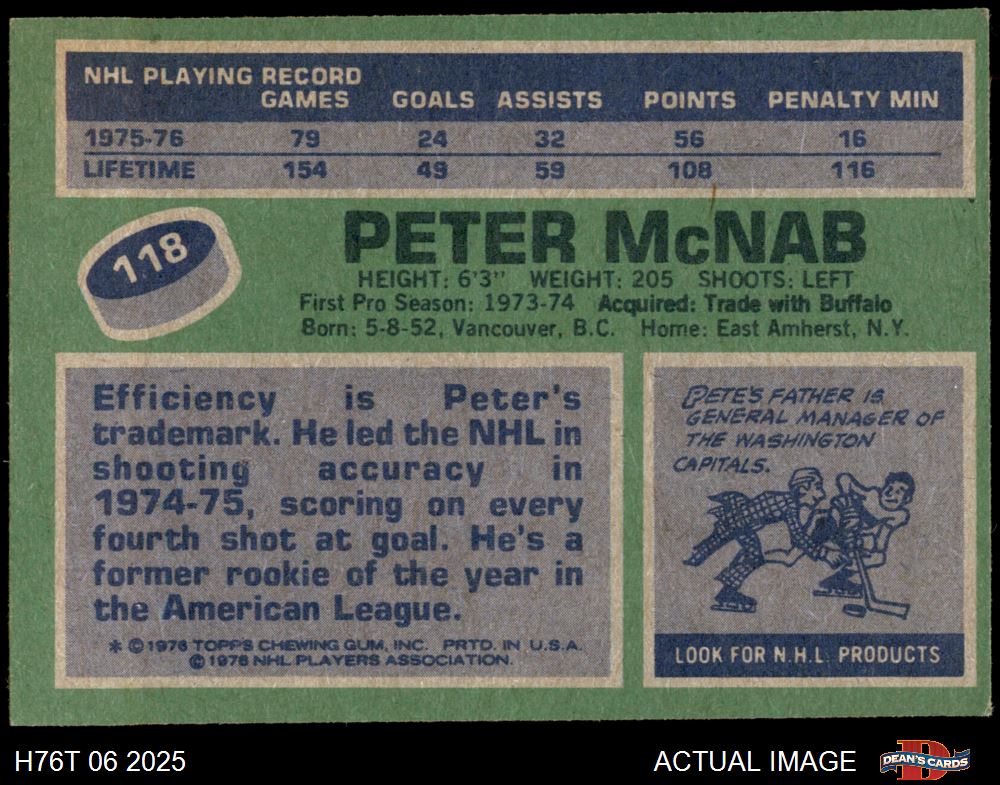 NHL PLAYING RECORD
GAMES GOALS ASSISTS POINTS PENALTY MIN
1975-76 79 24 32 56 16
LIFETIME 154 49 59 108 116
118
PETER McNAB
HEIGHT: 6'3" WEIGHT: 205 SHOOTS: LEFT
First Pro Season: 1973-74 Acquired: Trade with Buffalo
Born: 5-8-52, Vancouver, B.C. Home: East Amherst, N.Y.
Efficiency is Peter's
trademark. He led the NHL in
shooting accuracy in
1974-75, scoring on every
fourth shot at goal. He's a
former rookie of the year in
the American League.
* © 1976 TOPPS CHEWING GUM, INC. PRTD. IN U.S.A.
© 1976 NHL PLAYERS ASSOCIATION.
PETE'S FATHER IS
GENERAL MANAGER OF
THE WASHINGTON
CAPITALS.
LOOK FOR N.H.L. PRODUCTS
H76T 06 2025
ACTUAL IMAGE
D
DEAN'S CARDS